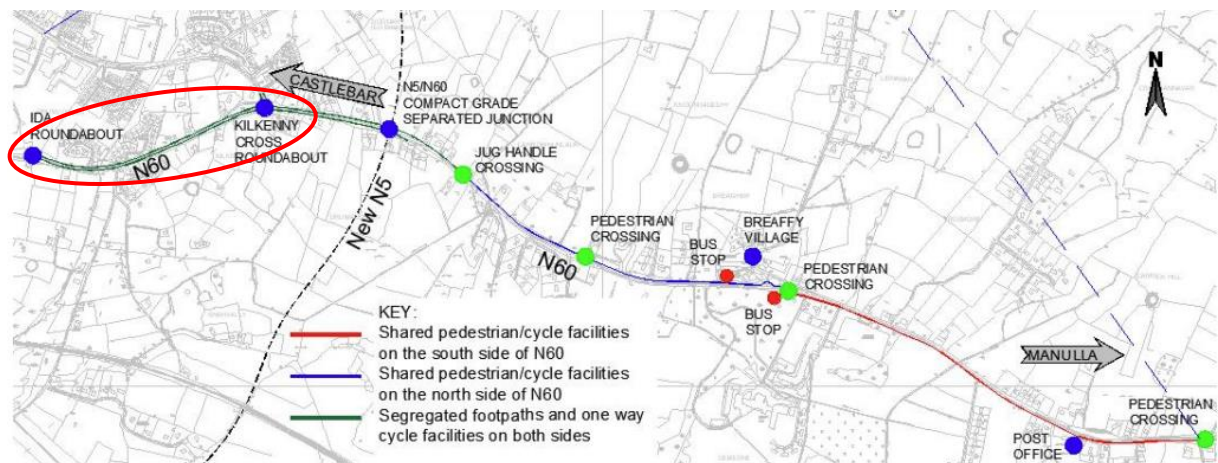 IDA
ROUNDABOUT
N60
KILKENNY
CROSS
ROUNDABOUT
CASTLEBAR
N5/N60
COMPACT GRADE
SEPARATED JUNCTION
New N5
JUG HANDLE
CROSSING
N60
PEDESTRIAN
CROSSING
BUS
STOP
BREAFFY
VILLAGE
BUS
STOP
PEDESTRIAN
CROSSING
N
MANULLA
POST
OFFICE
PEDESTRIAN
CROSSING
KEY:
Shared pedestrian/cycle facilities
on the south side of N60
Shared pedestrian/cycle facilities
on the north side of N60
Segregated footpaths and one way
cycle facilities on both sides